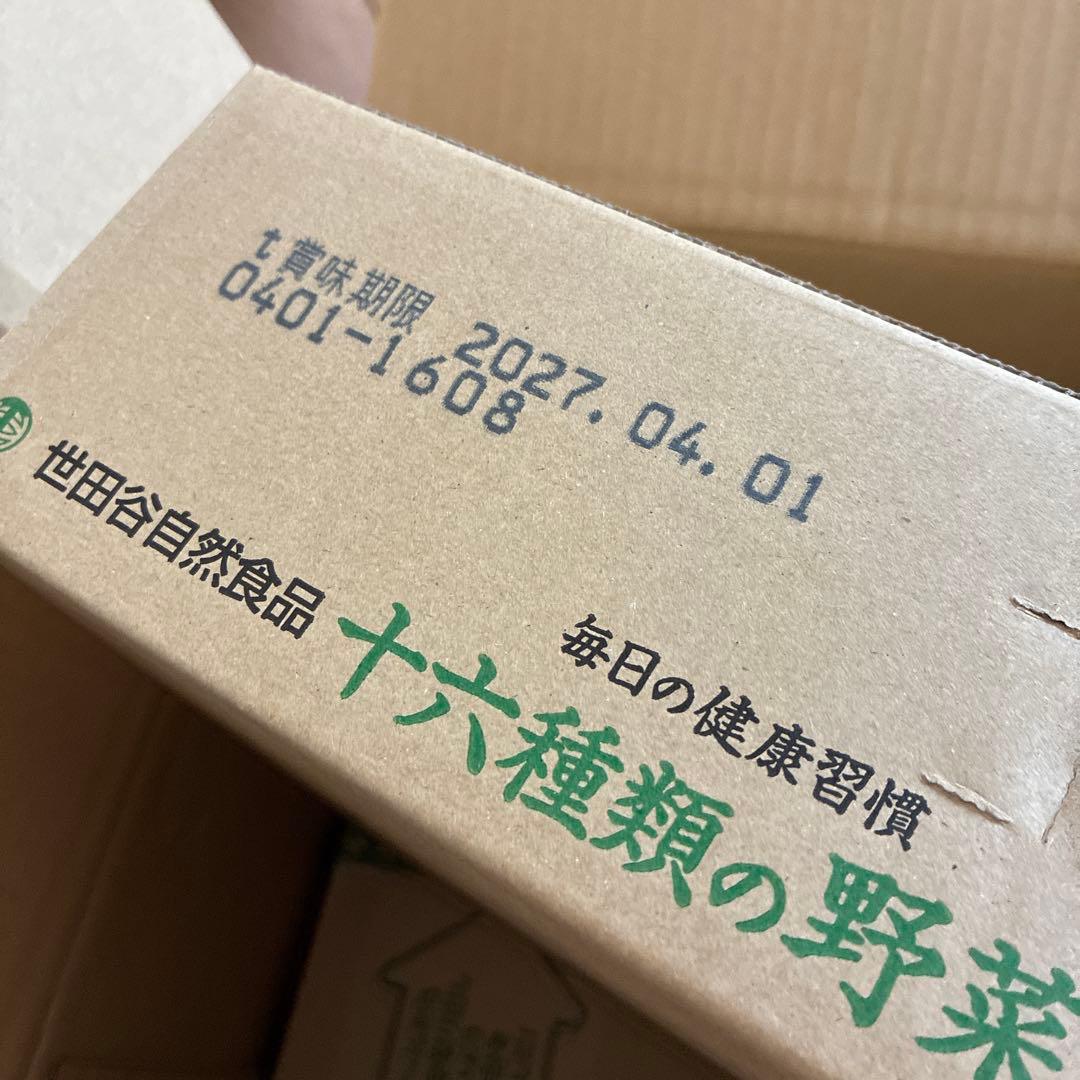 t 賞味期限 2027.04.01
0401-1608
世田谷自然食品
毎日の健康習慣
十六種類の野菜